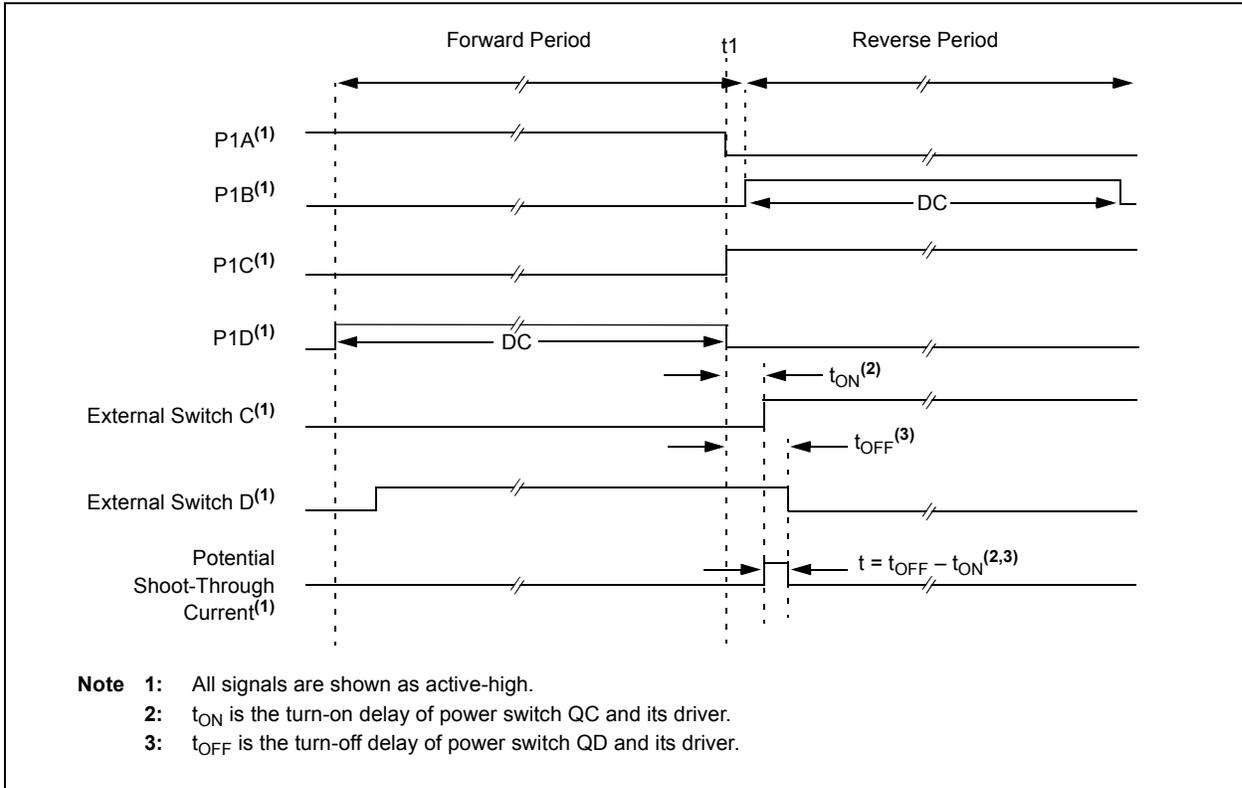 Forward Period
t1
Reverse Period
P1A(1)
P1B(1)
DC
P1C(1)
P1D(1)
DC
tON(2)
External Switch C(1)
tOFF(3)
External Switch D(1)
Potential
Shoot-Through
Current(1)
t = tOFF – tON(2,3)
Note 1: All signals are shown as active-high.
2: tON is the turn-on delay of power switch QC and its driver.
3: tOFF is the turn-off delay of power switch QD and its driver.